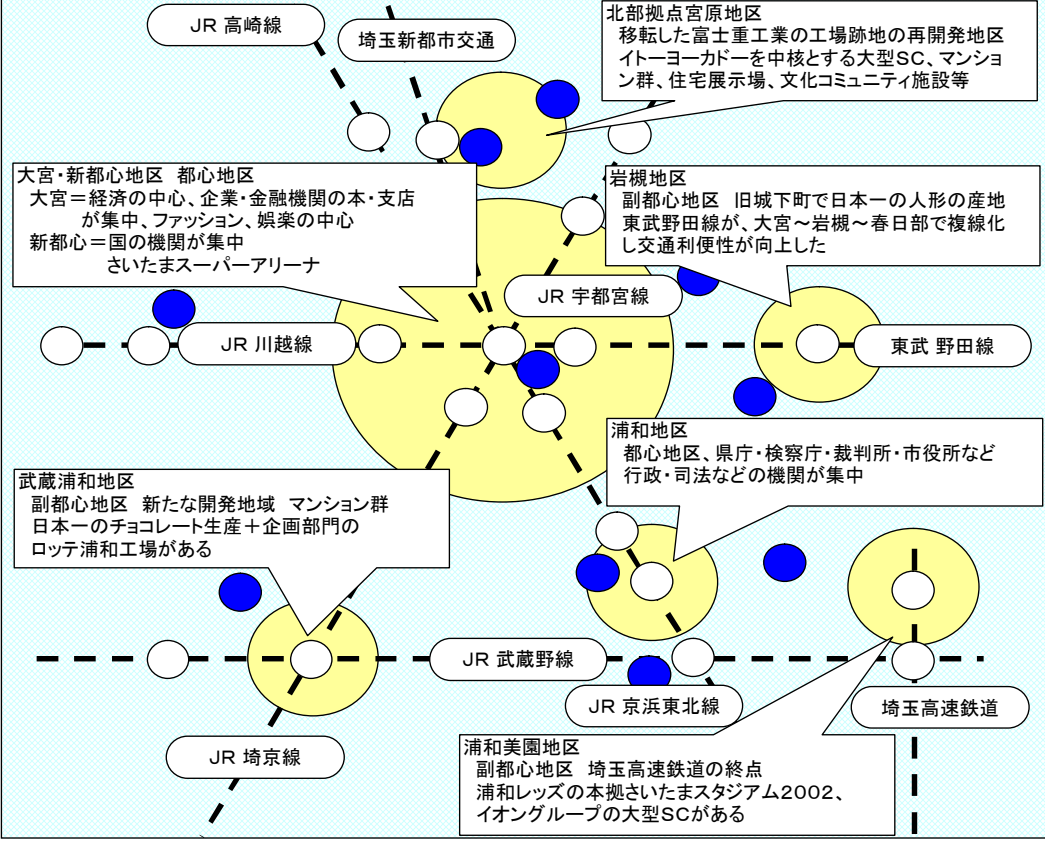 JR 高崎線
埼玉新都市交通
北部拠点宮原地区
移転した富士重工業の工場跡地の再開発地区
イトーヨーカドーを中核とする大型SC、マンショ
ン群、住宅展示場、文化コミュニティ施設等
大宮・新都心地区 都心地区
大宮＝経済の中心、企業・金融機関の本・支店
が集中、ファッション、娯楽の中心
新都心＝国の機関が集中
さいたまスーパーアリーナ
岩槻地区
副都心地区 旧城下町で日本一の人形の産地
東武野田線が、大宮～岩槻～春日部で複線化
し交通利便性が向上した
JR 宇都宮線
JR 川越線
東武 野田線
浦和地区
都心地区、県庁・検察庁・裁判所・市役所など
行政・司法などの機関が集中
武蔵浦和地区
副都心地区 新たな開発地域 マンション群
日本一のチョコレート生産＋企画部門の
ロッテ浦和工場がある
JR 武蔵野線
JR 京浜東北線
埼玉高速鉄道
JR 埼京線
浦和美園地区
副都心地区 埼玉高速鉄道の終点
浦和レッズの本拠さいたまスタジアム2002、
イオングループの大型SCがある